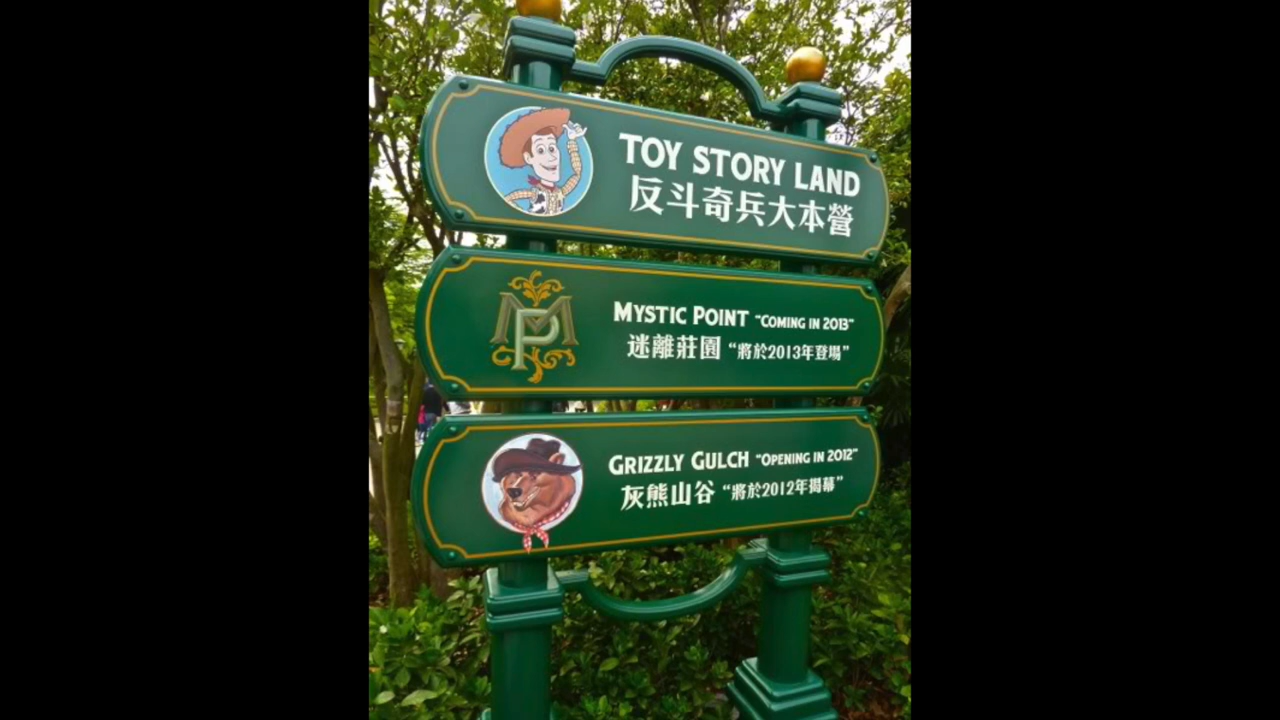 TOY STORY LAND
反斗奇兵大本營
MP
MYSTIC POINT "COMING IN 2013"
迷離莊園 “將於2013年登場”
GRIZZLY GULCH "OPENING IN 2012"
灰熊山谷 “將於2012年揭幕”